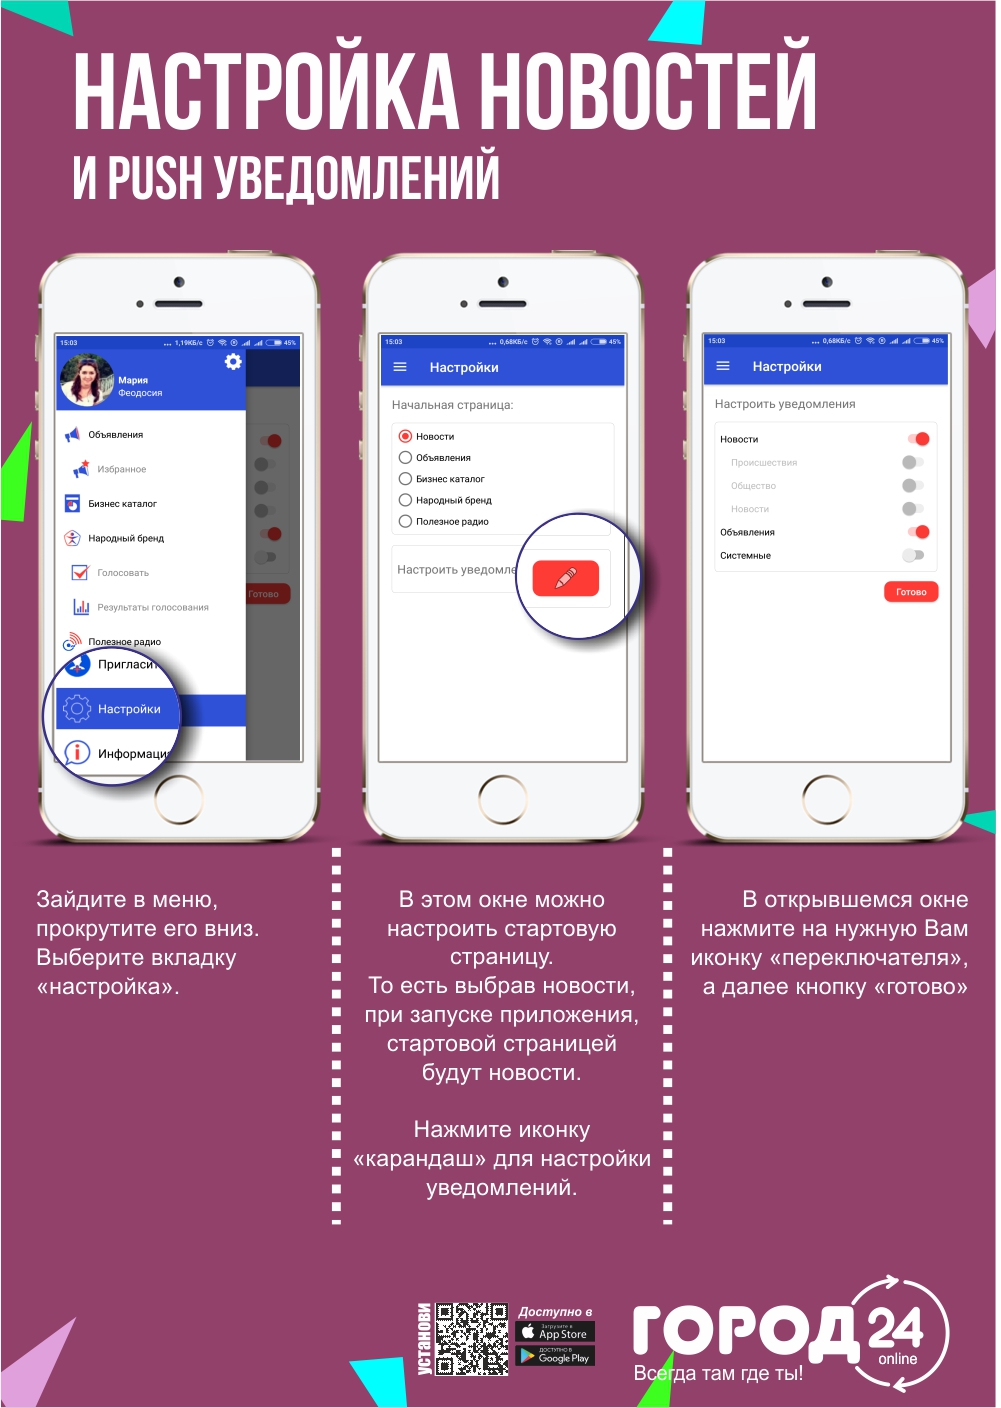 НАСТРОЙКА НОВОСТЕЙ
И PUSH УВЕДОМЛЕНИЙ
15:03
... 1,19КБ/с
45%
Мария
Феодосия
Объявления
Избранное
Бизнес каталог
Народный бренд
Голосовать
Результаты голосования
Полезное радио
Пригласит
Настройки
Информаци
Готово
15:03
... 0,68КБ/с
45%
Настройки
Начальная страница:
Новости
Объявления
Бизнес каталог
Народный бренд
Полезное радио
Настроить уведомле
15:03
... 0,68КБ/с
45%
Настройки
Настроить уведомления
Новости
Происшествия
Общество
Новости
Объявления
Системные
Готово
Зайдите в меню,
прокрутите его вниз.
Выберите вкладку
«настройка».
В этом окне можно
настроить стартовую
страницу.
То есть выбрав новости,
при запуске приложения,
стартовой страницей
будут новости.
Нажмите иконку
«карандаш» для настройки
уведомлений.
В открывшемся окне
нажмите на нужную Вам
иконку «переключателя»,
а далее кнопку «готово»
установи
Доступно в
Загрузите в
App Store
ДОСТУПНО В
Google Play
ГОРОД 24
online
Всегда там где ты!